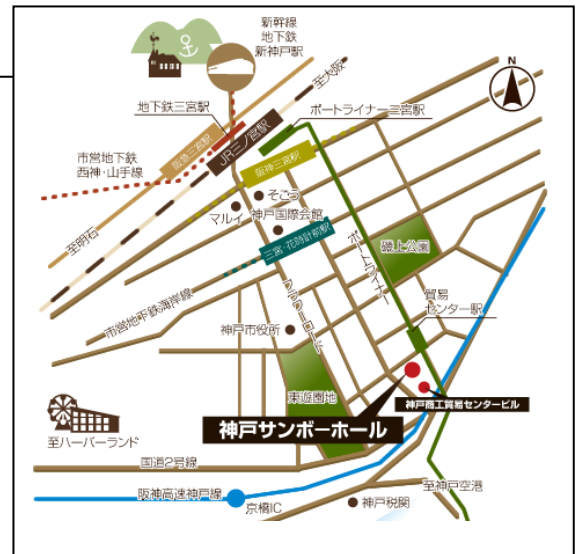 新幹線
地下鉄
新神戸駅
至大阪
N
地下鉄三宮駅
ポートライナー三宮駅
阪急三宮駅
JR三ノ宮駅
阪神三宮駅
市営地下鉄
西神・山手線
そごう
マルイ
神戸国際会館
至明石
三宮・花時計前駅
磯上公園
ポートライナー
フラワーロード
市営地下鉄海岸線
貿易
センター駅
神戸市役所
東遊園地
神戸商工貿易センタービル
神戸サンボーホール
至ハーバーランド
国道2号線
阪神高速神戸線
京橋IC
至神戸空港
神戸税関